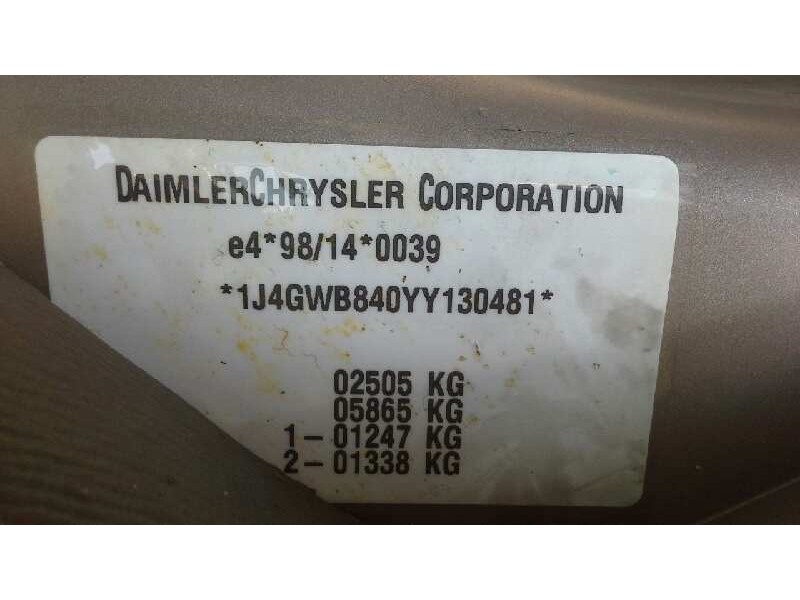 DAIMLERCHRYSLER CORPORATION
e4*98/14*0039
*1J4GWB840YY130481*
02505 KG
05865 KG
1-01247 KG
2-01338 KG